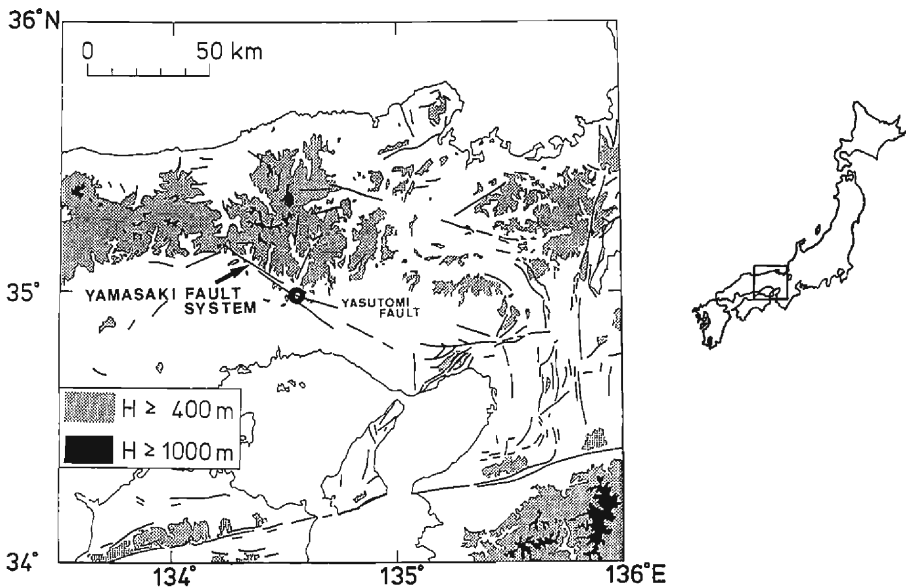 36°N
0 50 km
35°
YAMASAKI FAULT
SYSTEM
YASUTOMI
FAULT
H ≥ 400 m
H ≥ 1000 m
34°
134°
135°
136°E